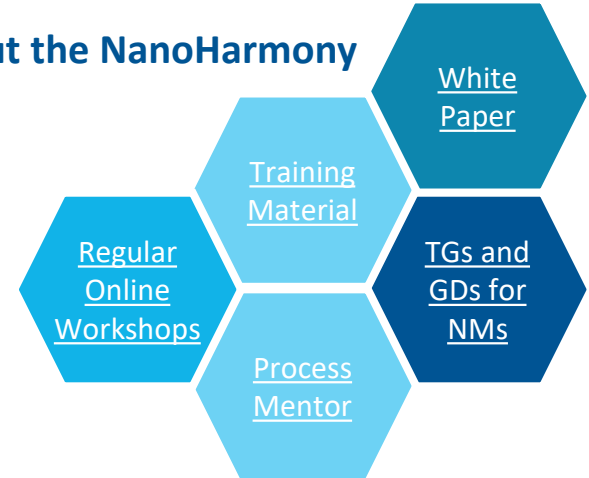 the NanoHarmony
White
Paper
Training
Material
Regular
Online
Workshops
TGs and
GDs for
NMs
Process
Mentor